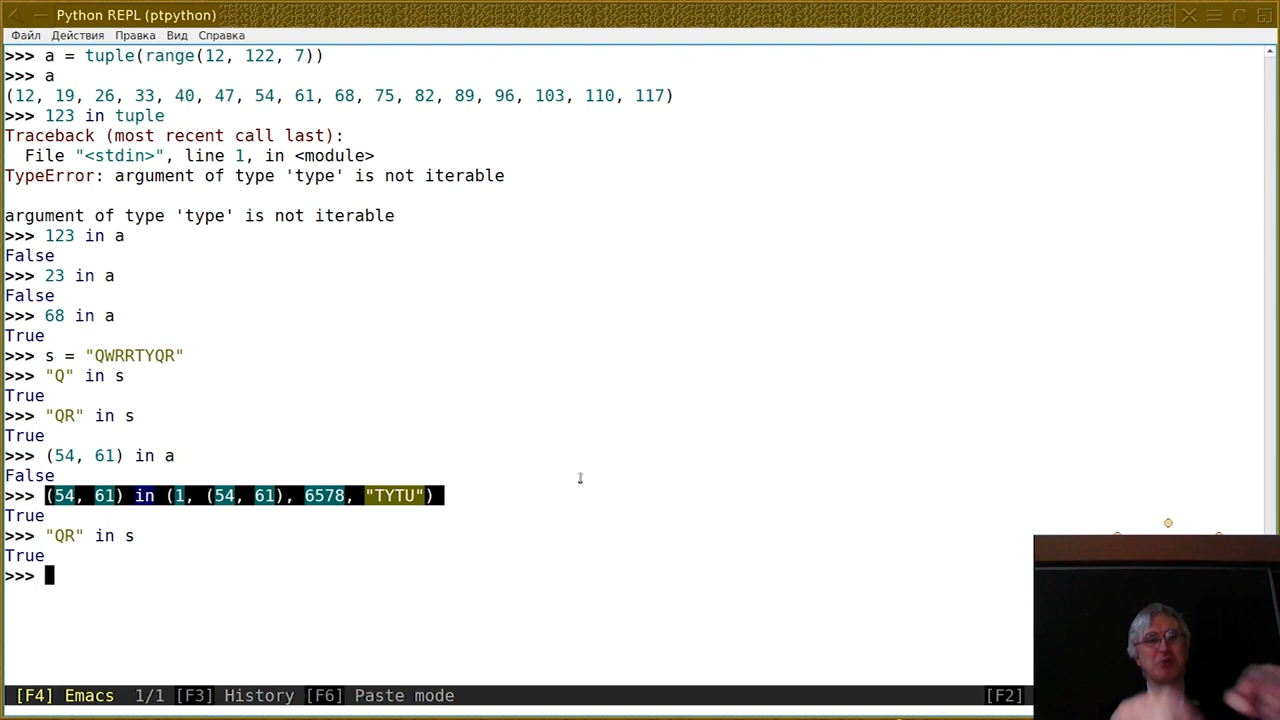 Python REPL (ptpython)
Файл Действия Правка Вид Справка
>>> a = tuple(range(12, 122, 7))
>>> a
(12, 19, 26, 33, 40, 47, 54, 61, 68, 75, 82, 89, 96, 103, 110, 117)
>>> 123 in tuple
Traceback (most recent call last):
  File "<stdin>", line 1, in <module>
TypeError: argument of type 'type' is not iterable
argument of type 'type' is not iterable
>>> 123 in a
False
>>> 23 in a
False
>>> 68 in a
True
>>> s = "QWRRTYQR"
>>> "Q" in s
True
>>> "QR" in s
True
>>> (54, 61) in a
False
>>> (54, 61) in (1, (54, 61), 6578, "TYTU")
True
>>> "QR" in s
True
>>>
[F4] Emacs 1/1 [F3] History [F6] Paste mode [F2]